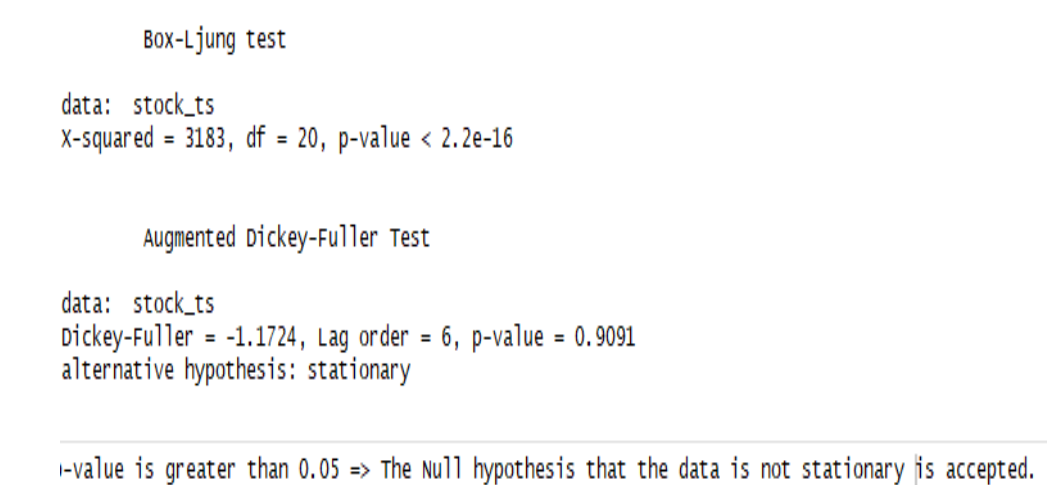 Box-Ljung test
data: stock_ts
X-squared = 3183, df = 20, p-value < 2.2e-16
Augmented Dickey-Fuller Test
data: stock_ts
Dickey-Fuller = -1.1724, Lag order = 6, p-value = 0.9091
alternative hypothesis: stationary
-value is greater than 0.05 => The Null hypothesis that the data is not stationary is accepted.